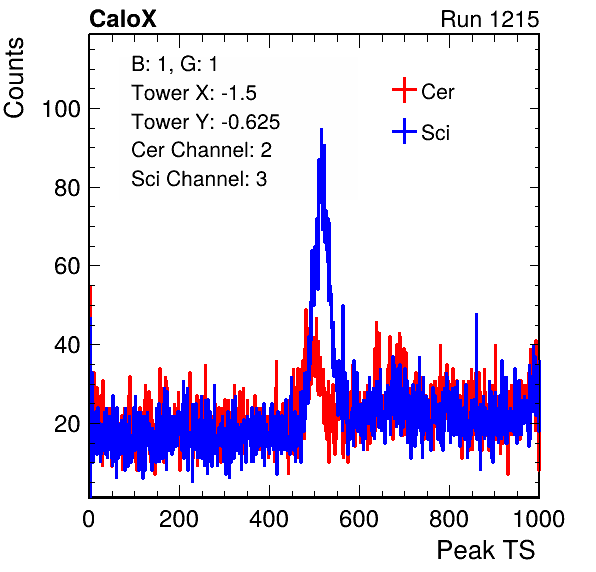 CaloX Run 1215
Counts
B: 1, G: 1
Tower X: -1.5
Tower Y: -0.625
Cer Channel: 2
Sci Channel: 3
Cer
Sci
100
80
60
40
20
0 200 400 600 800 1000
Peak TS